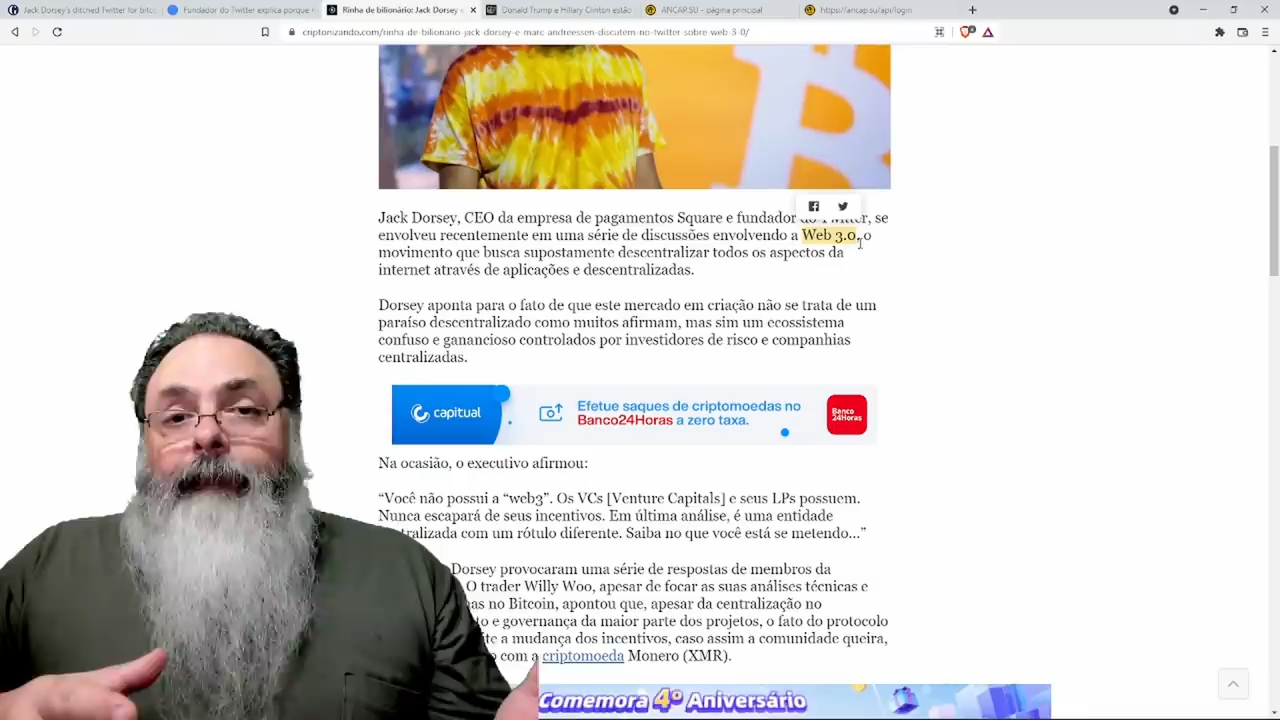 Jack Dorsey's ditched Twitter for bitc
Fundador do Twitter explica porque
Rinha de bilionário: Jack Dorsey
Donald Trump e Hillary Clinton estão
ANCAP.SU - página principal
https://ancap.su/api/login
criptonizando.com/rinha-de-bilionario-jack-dorsey-e-marc-andreessen-discutem-no-twitter-sobre-web-3-0/
Jack Dorsey, CEO da empresa de pagamentos Square e fundador do Twitter, se
envolveu recentemente em uma série de discussões envolvendo a Web 3.0, o
movimento que busca supostamente descentralizar todos os aspectos da
internet através de aplicações e descentralizadas.
Dorsey aponta para o fato de que este mercado em criação não se trata de um
paraíso descentralizado como muitos afirmam, mas sim um ecossistema
confuso e ganancioso controlados por investidores de risco e companhias
centralizadas.
capitual
Efetue saques de criptomoedas no
Banco24Horas a zero taxa.
Banco
24Horas
Na ocasião, o executivo afirmou:
“Você não possui a “web3”. Os VCs [Venture Capitals] e seus LPs possuem.
Nunca escapará de seus incentivos. Em última análise, é uma entidade
tralizada com um rótulo diferente. Saiba no que você está se metendo...”
Dorsey provocaram uma série de respostas de membros da
O trader Willy Woo, apesar de focar as suas análises técnicas e
as no Bitcoin, apontou que, apesar da centralização no
to e governança da maior parte dos projetos, o fato do protocolo
te a mudança dos incentivos, caso assim a comunidade queira,
o com a criptomoeda Monero (XMR).
Comemora 4º Aniversário